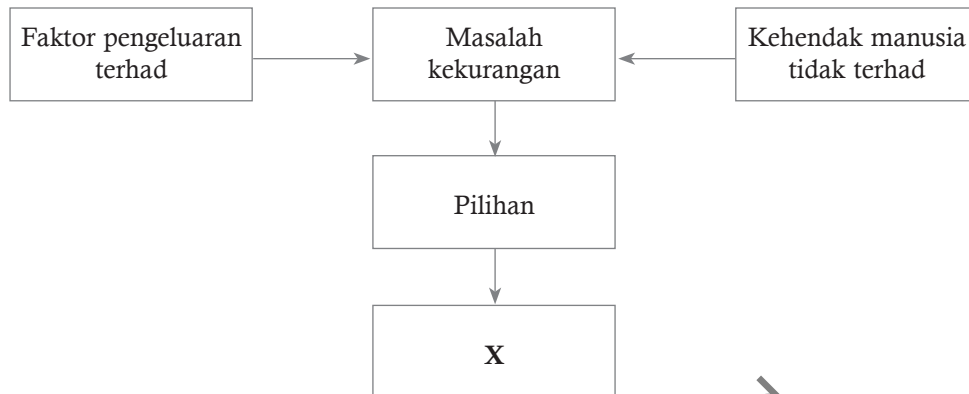 Faktor pengeluaran
terhad
Masalah
kekurangan
Kehendak manusia
tidak terhad
Pilihan
X